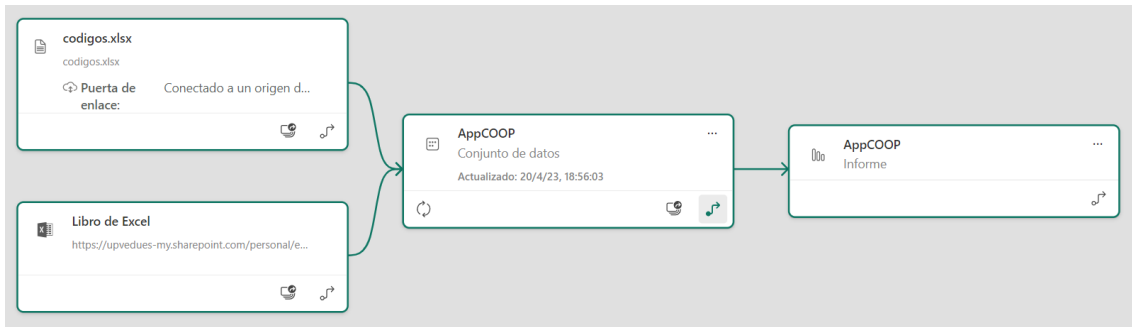 codigos.xlsx
codigos.xlsx
Puerta de enlace:
Conectado a un origen d...
Libro de Excel
https://upvedues-my.sharepoint.com/personal/e...
AppCOOP
Conjunto de datos
Actualizado: 20/4/23, 18:56:03
AppCOOP
Informe